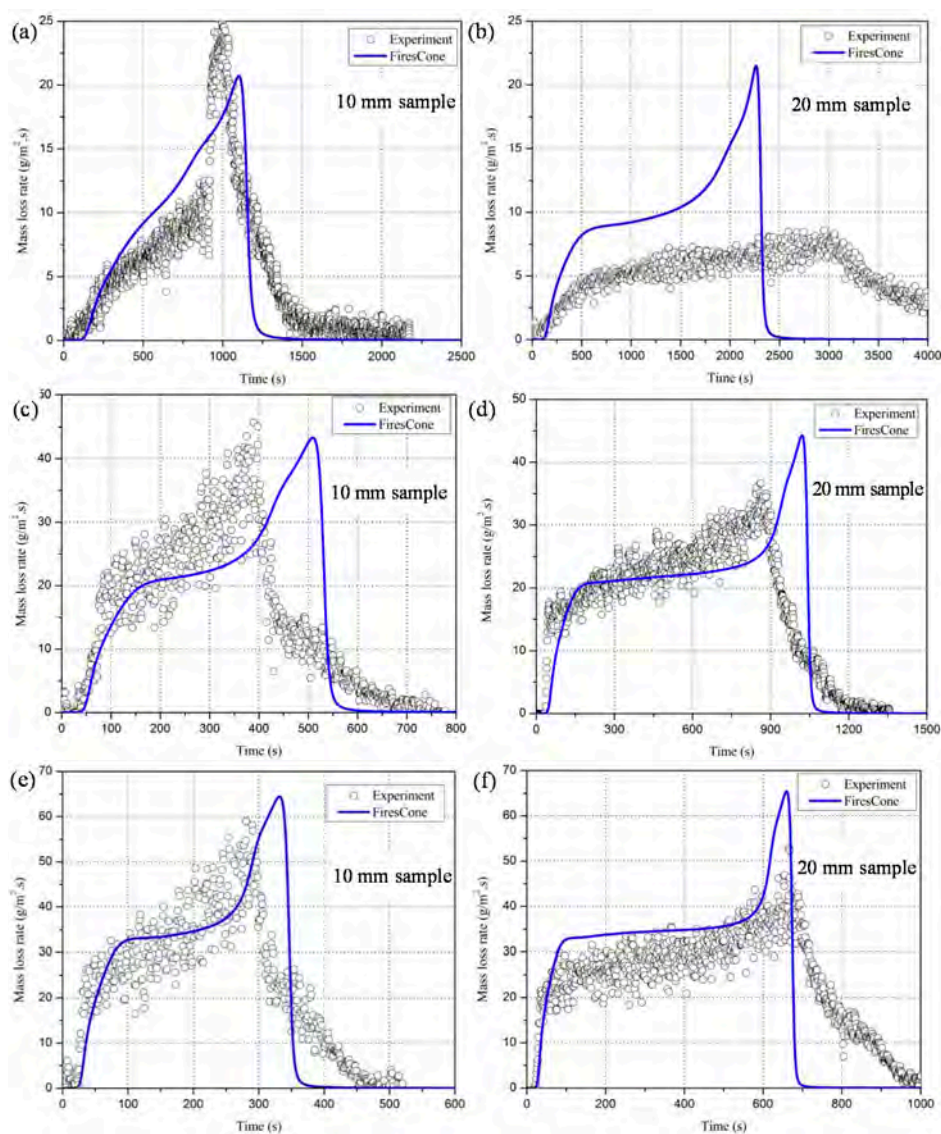 (a)
Mass loss rate (g/m².s)
25
20
15
10
5
0
Experiment
FiresCone
10 mm sample
0 500 1000 1500 2000 2500
Time (s)
(b)
Mass loss rate (g/m².s)
25
20
15
10
5
0
Experiment
FiresCone
20 mm sample
0 500 1000 1500 2000 2500 3000 3500 4000
Time (s)
(c)
Mass loss rate (g/m².s)
50
45
40
30
20
10
0
Experiment
FiresCone
10 mm sample
0 100 200 300 400 500 600 700 800
Time (s)
(d)
Mass loss rate (g/m².s)
50
40
30
20
10
0
Experiment
FiresCone
20 mm sample
0 300 600 900 1200 1500
Time (s)
(e)
Mass loss rate (g/m².s)
70
60
50
40
30
20
10
0
Experiment
FiresCone
10 mm sample
0 100 200 300 400 500 600
Time (s)
(f)
Mass loss rate (g/m².s)
70
60
50
40
30
20
10
0
Experiment
FiresCone
20 mm sample
0 200 400 600 800 1000
Time (s)